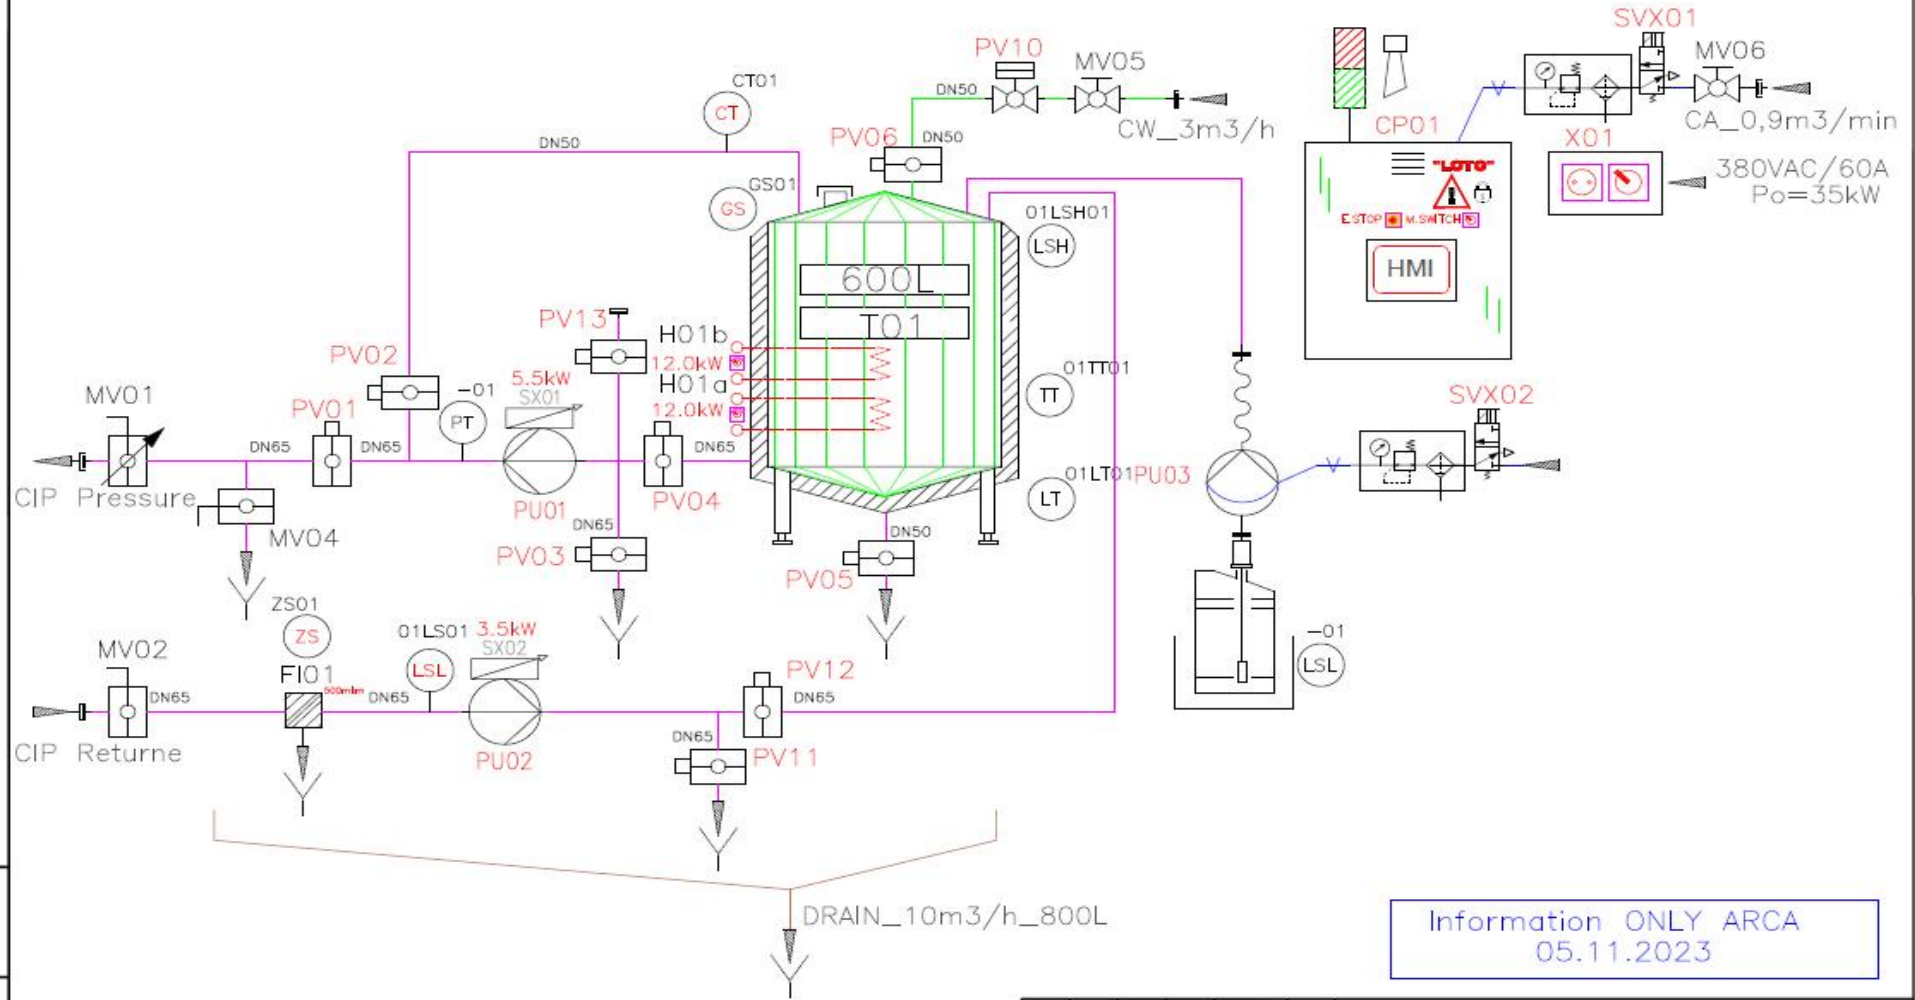 SVX01
PV10
MV05
MV06
CT01
CT
DN50
CW_3m3/h
CP01
CA_0,9m3/min
DN50
PV06
DN50
X01
"LOTO"
380VAC/60A
Po=35kW
GS01
GS
01LSH01
LSH
E.STOP
M.SWITCH
HMI
600L
T01
PV13
H01b
12.0kW
H01a
12.0kW
PV02
01TT01
TT
MV01
PV01
-01
PT
5.5kW
SX01
SVX02
DN65
DN65
DN65
CIP Pressure
PU01
PV04
01LT01
LT
PU03
MV04
DN65
PV03
DN50
PV05
ZS01
ZS
01LS01
LSL
3.5kW
SX02
-01
LSL
MV02
FI01
500mkm
PV12
DN65
DN65
DN65
CIP Returne
PU02
DN65
PV11
DRAIN_10m3/h_800L
Information ONLY ARCA
05.11.2023